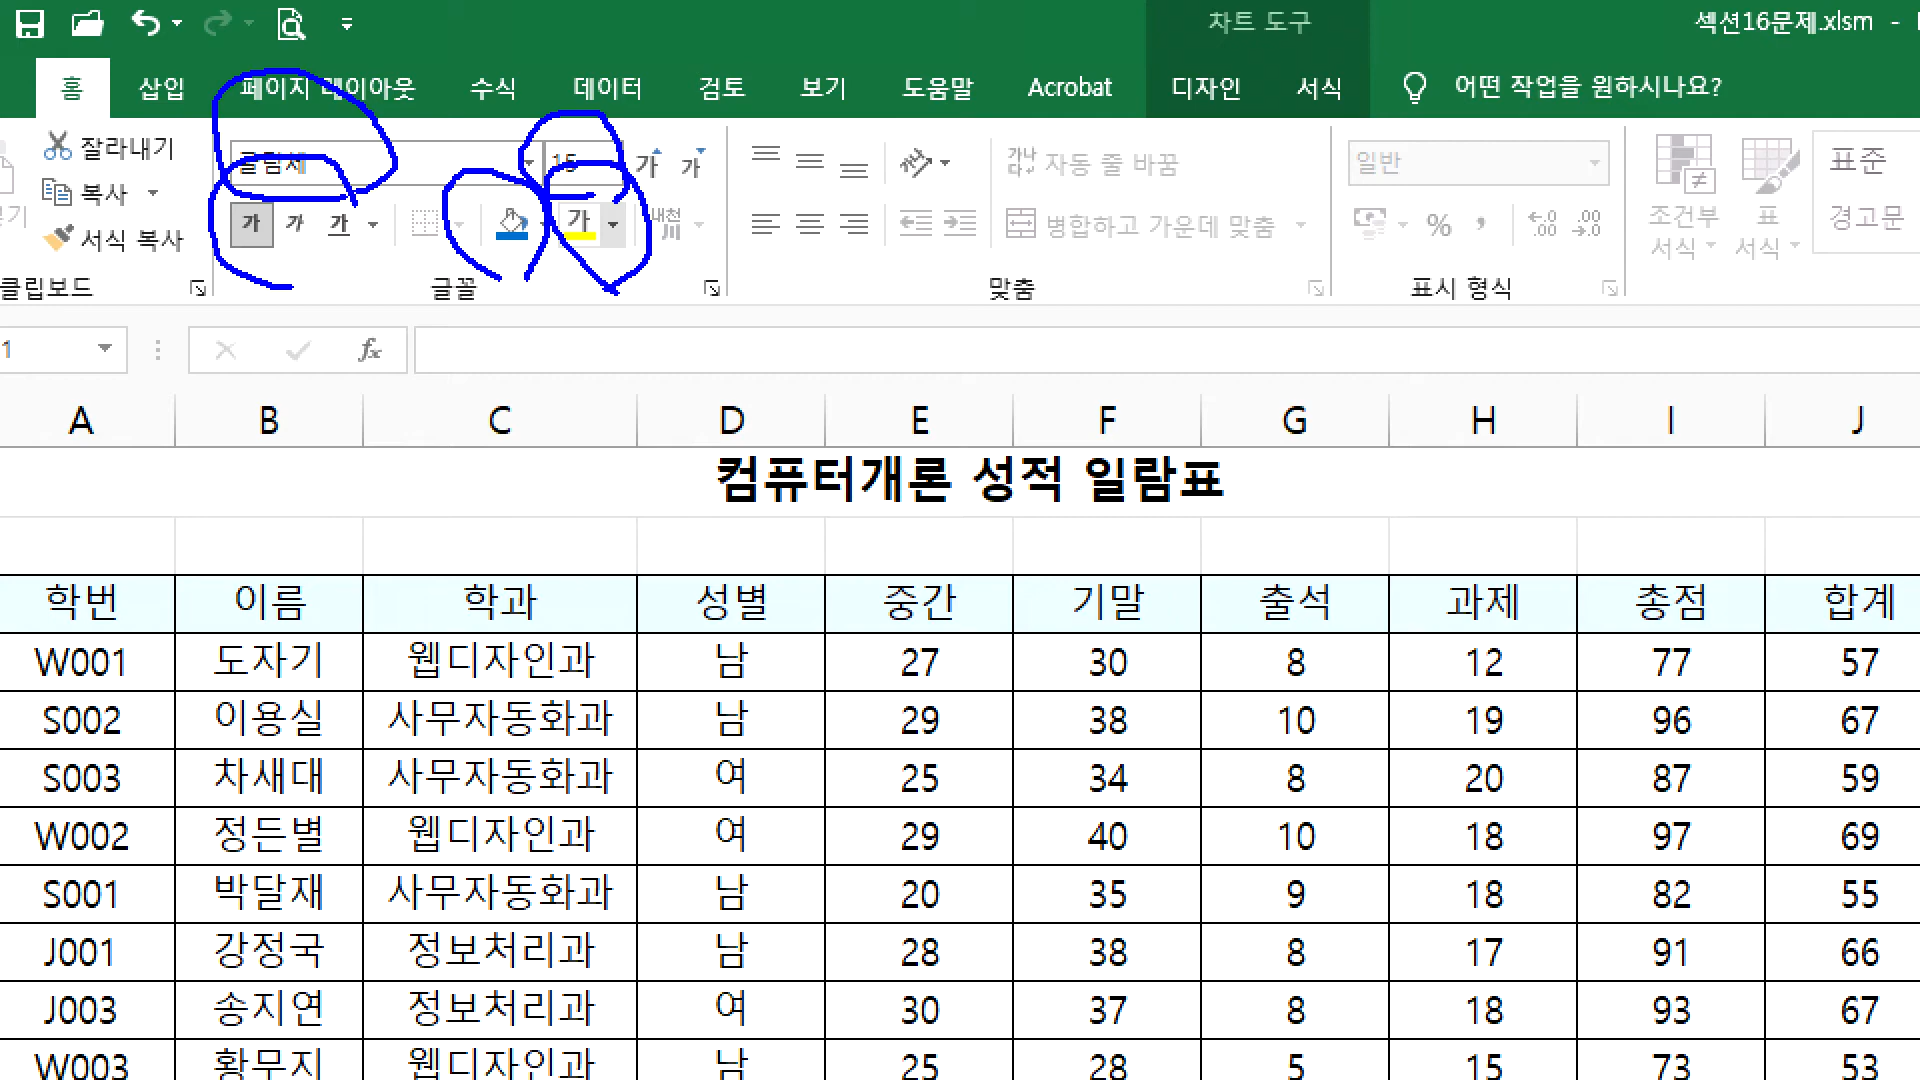 차트 도구
섹션16문제.xlsm -
홈 삽입 페이지 레이아웃 수식 데이터 검토 보기 도움말 Acrobat 디자인 서식 어떤 작업을 원하시나요?
잘라내기
복사
서식 복사
클립보드
굴림체 15 가 가
가 가 가 가 내천
글꼴
가나다라 자동 줄 바꿈
병합하고 가운데 맞춤
맞춤
일반
% , .0 .00
표시 형식
조건부 서식
표 서식
표준
경고문
1 fx
A B C D E F G H I J
컴퓨터개론 성적 일람표
학번 이름 학과 성별 중간 기말 출석 과제 총점 합계
W001 도자기 웹디자인과 남 27 30 8 12 77 57
S002 이용실 사무자동화과 남 29 38 10 19 96 67
S003 차새대 사무자동화과 여 25 34 8 20 87 59
W002 정든별 웹디자인과 여 29 40 10 18 97 69
S001 박달재 사무자동화과 남 20 35 9 18 82 55
J001 강정국 정보처리과 남 28 38 8 17 91 66
J003 송지연 정보처리과 여 30 37 8 18 93 67
W003 황무지 웹디자인과 남 25 28 5 15 73 53